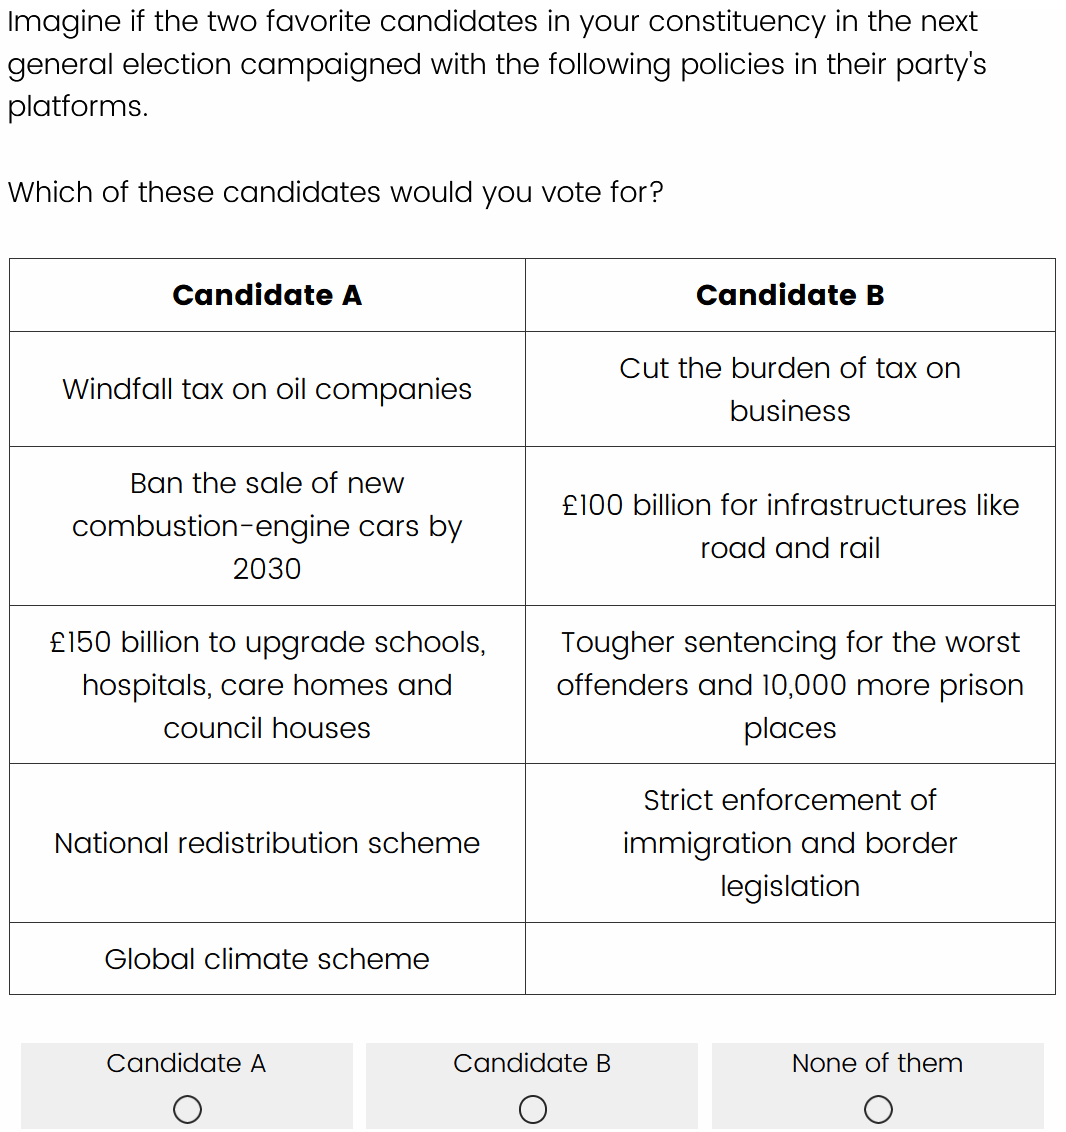 Imagine if the two favorite candidates in your constituency in the next
general election campaigned with the following policies in their party's
platforms.
Which of these candidates would you vote for?
Candidate A
Candidate B
Windfall tax on oil companies
Cut the burden of tax on
business
Ban the sale of new
combustion-engine cars by
2030
£100 billion for infrastructures like
road and rail
£150 billion to upgrade schools,
hospitals, care homes and
council houses
Tougher sentencing for the worst
offenders and 10,000 more prison
places
National redistribution scheme
Strict enforcement of
immigration and border
legislation
Global climate scheme
Candidate A
Candidate B
None of them